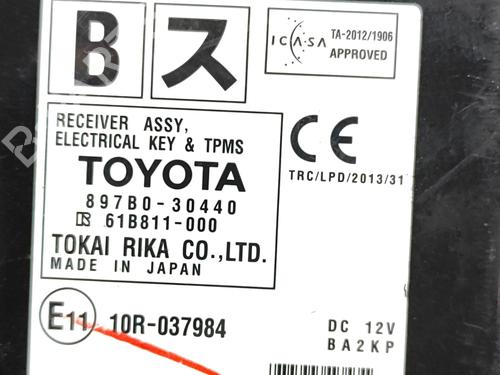 B ス
ICASA
TA-2012/1906
APPROVED
RECEIVER ASSY,
ELECTRICAL KEY & TPMS
TOYOTA
897B0-30440
61B811-000
TOKAI RIKA CO.,LTD.
MADE IN JAPAN
CE
TRC/LPD/2013/31
E11 10R-037984
DC 12V
BA2KP